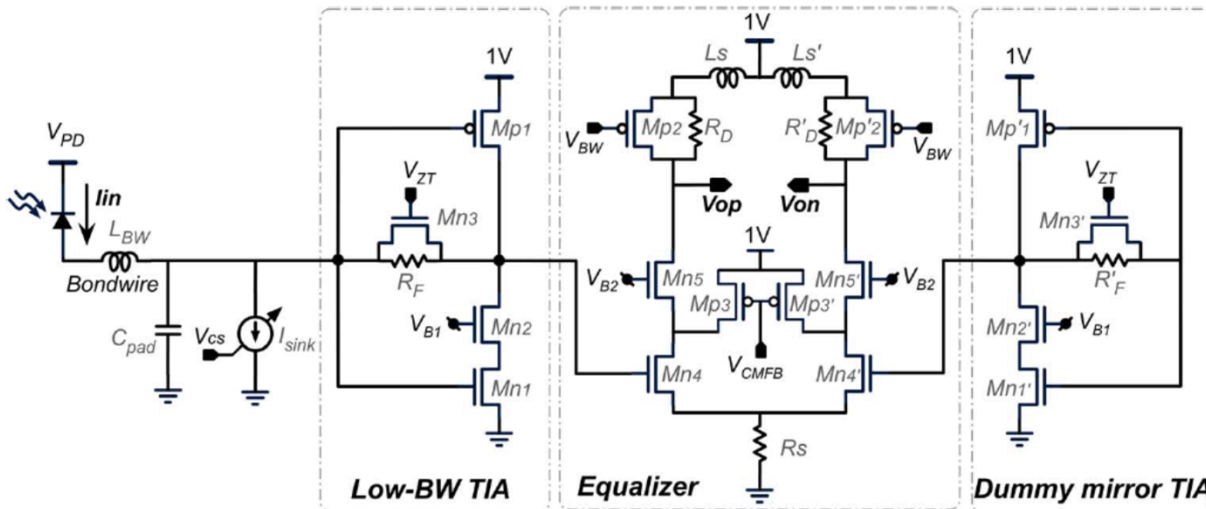 Ls Ls'
1V
1V
1V
Mp1
Mp2
R_D
R'_D
Mp'2
Mp'1
V_BW
V_BW
V_PD
V_ZT
V_ZT
Iin
Mn3
Vop
Von
Mn3'
L_BW
Bondwire
R_F
1V
R'_F
V_B2
Mn5
Mn5'
V_B2
Mp3
Mp3'
V_B1
Mn2
Mn2'
V_B1
C_pad
Vcs
I_sink
V_CMFB
Mn4
Mn4'
Mn1
Mn1'
Rs
Low-BW TIA
Equalizer
Dummy mirror TIA